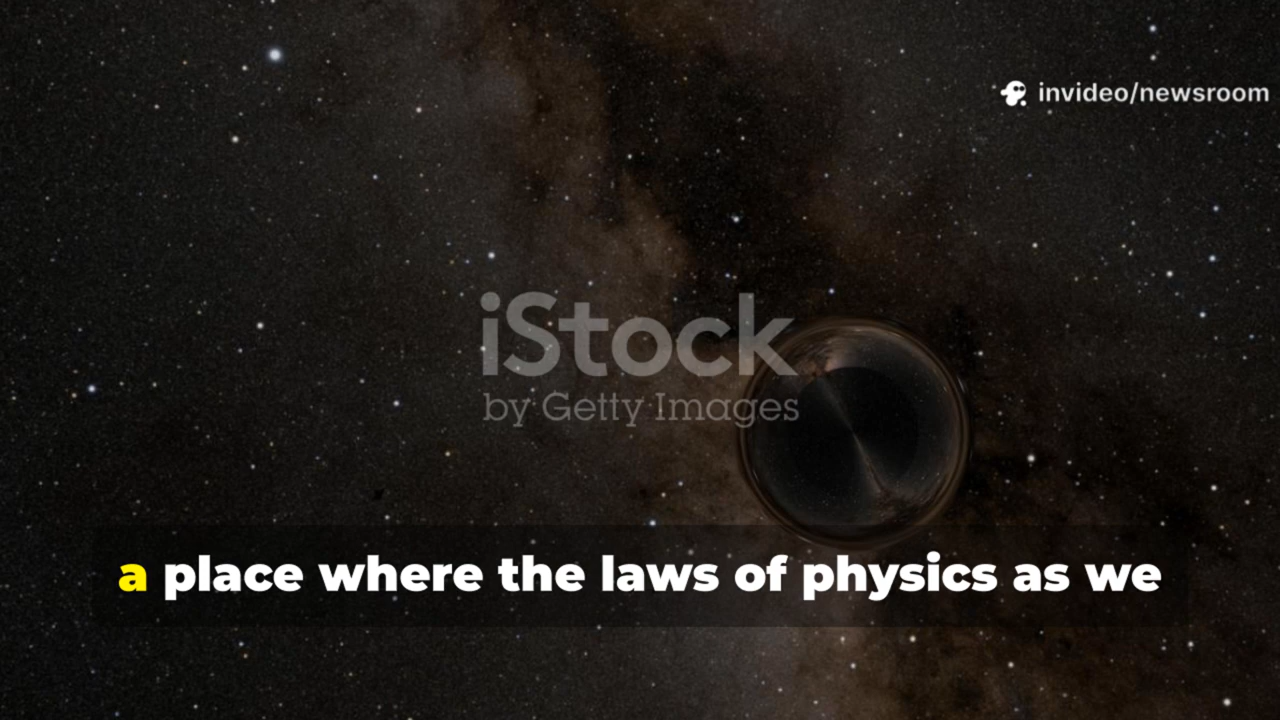 invideo/newsroom
iStock
by Getty Images
a place where the laws of physics as we